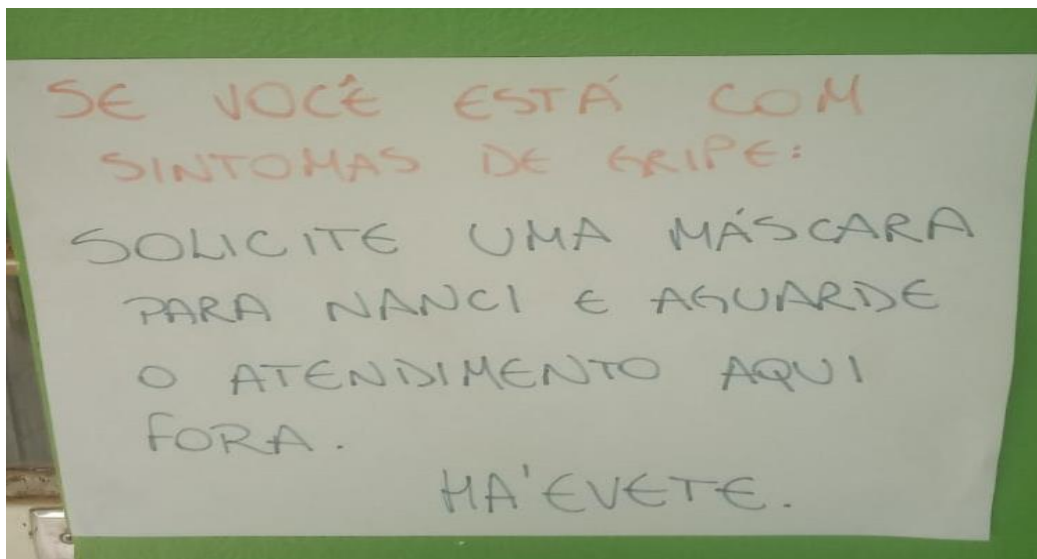 SE VOCÊ ESTÁ COM
SINTOMAS DE GRIPE:
SOLICITE UMA MÁSCARA
PARA NANCI E AGUARDE
O ATENDIMENTO AQUI
FORA.
HA'EVETE.